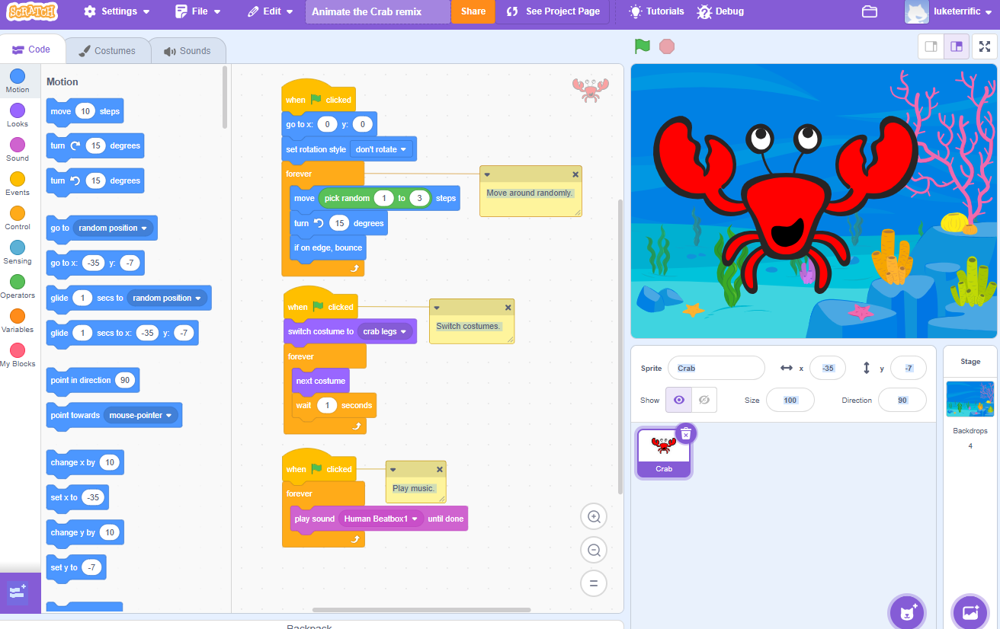 SCRATCH Settings File Edit Animate the Crab remix Share See Project Page Tutorials Debug luketerrific
Code Costumes Sounds
Motion
Looks
Sound
Events
Control
Sensing
Operators
Variables
My Blocks
Motion
move 10 steps
turn 15 degrees
turn 15 degrees
go to random position
go to x: -35 y: -7
glide 1 secs to random position
glide 1 secs to x: -35 y: -7
point in direction 90
point towards mouse-pointer
change x by 10
set x to -35
change y by 10
set y to -7
when clicked
go to x: 0 y: 0
set rotation style don't rotate
forever
move pick random 1 to 3 steps
turn 15 degrees
if on edge, bounce
Move around randomly.
when clicked
switch costume to crab legs
forever
next costume
wait 1 seconds
Switch costumes.
when clicked
forever
play sound Human Beatbox1 until done
Play music.
Backpack
Sprite Crab x -35 y -7
Show Size 100 Direction 90
Crab
Stage
Backdrops
4